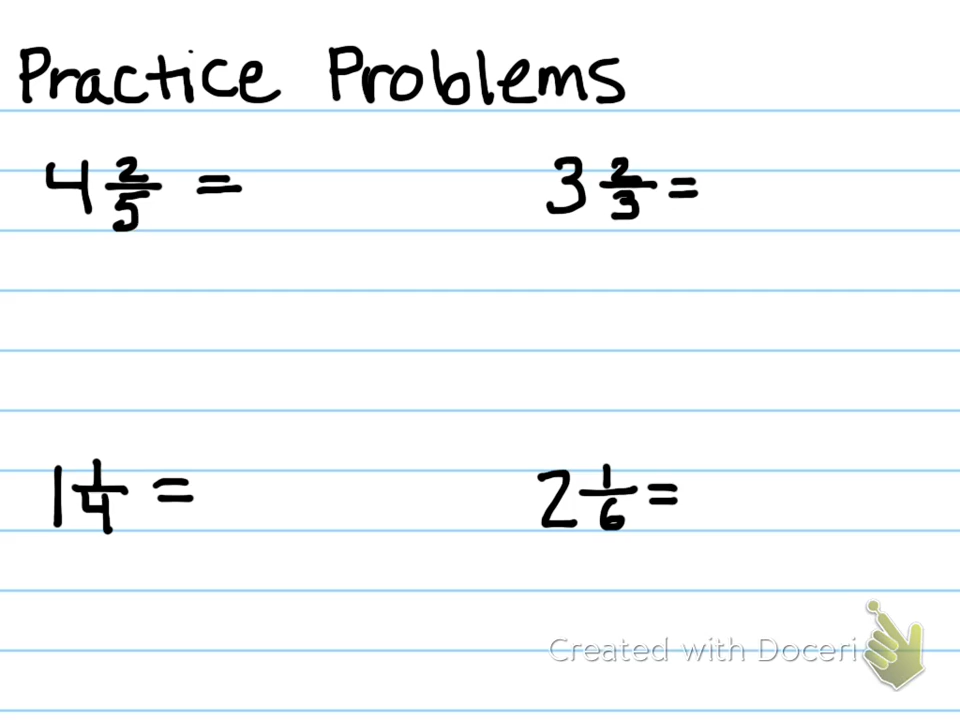 Practice Problems
4 2/5 =
3 2/3 =
1 1/4 =
2 1/6 =
Created with Doceri